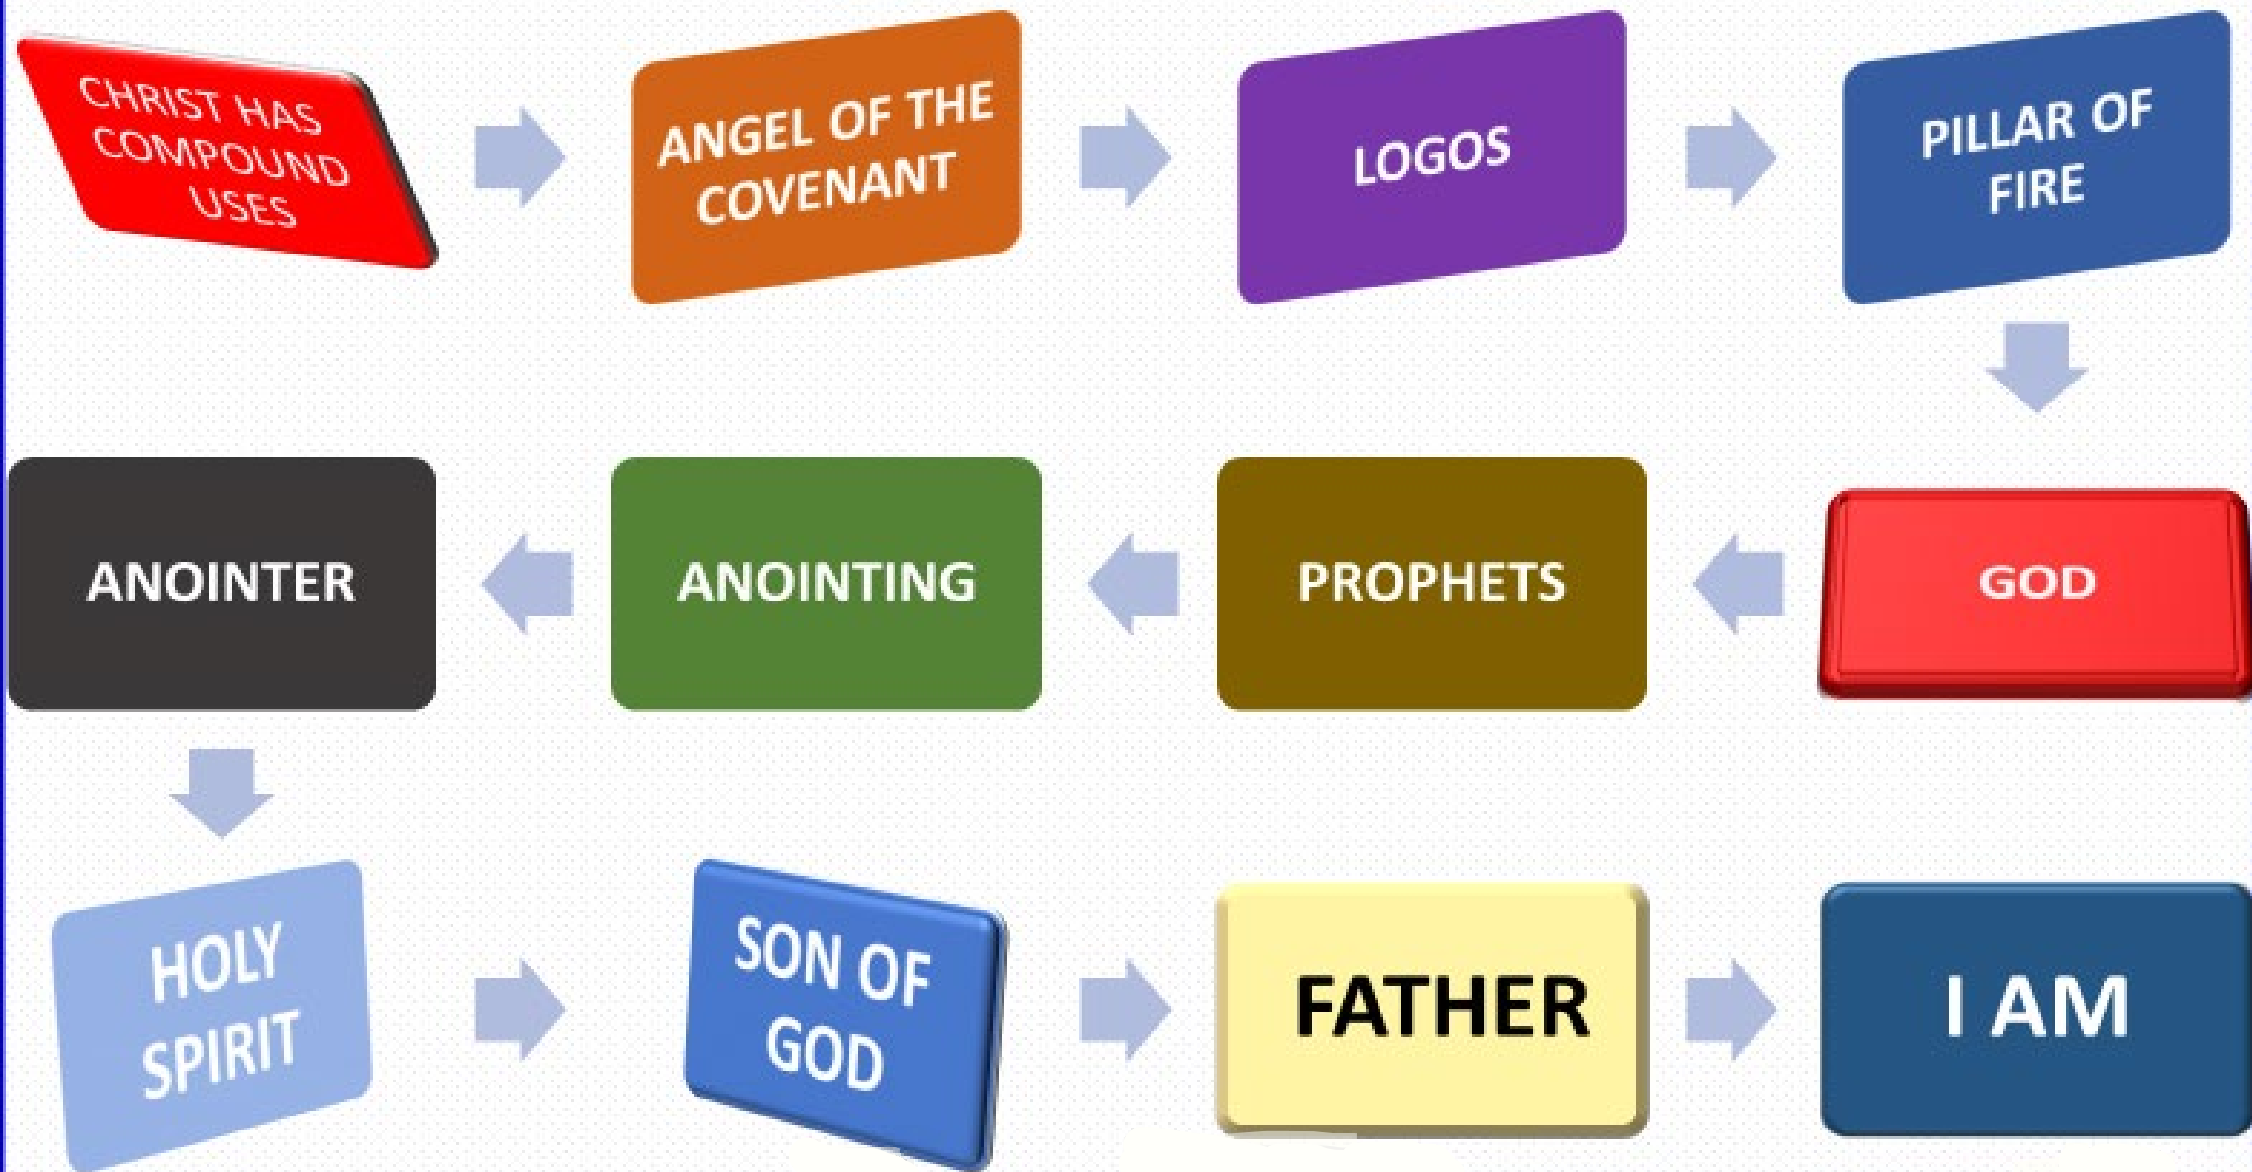 CHRIST HAS
COMPOUND
USES
ANGEL OF THE
COVENANT
LOGOS
PILLAR OF
FIRE
GOD
PROPHETS
ANOINTING
ANOINTER
HOLY
SPIRIT
SON OF
GOD
FATHER
I AM